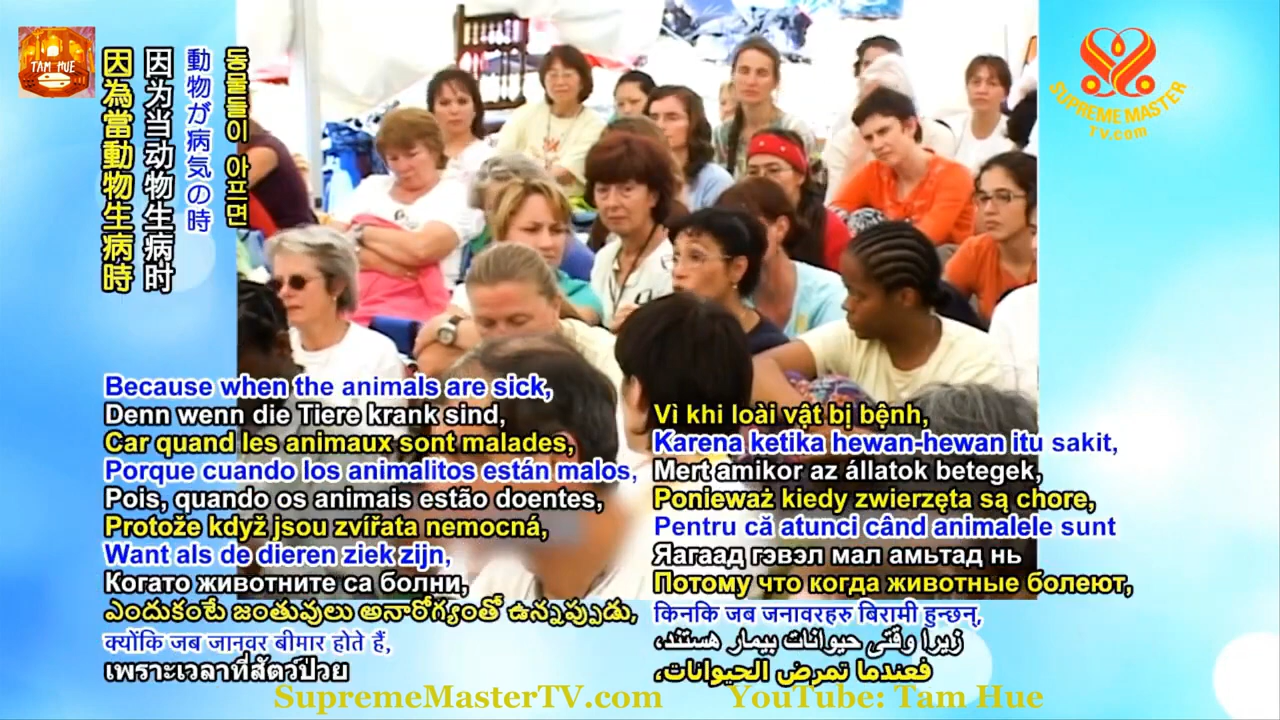 TAM HUE
因為當動物生病時
因为当动物生病时
動物が病気の時
동물들이 아프면
SUPREME MASTER
TV.com
Because when the animals are sick,
Denn wenn die Tiere krank sind,
Car quand les animaux sont malades,
Porque cuando los animalitos están malos,
Pois, quando os animais estão doentes,
Protože když jsou zvířata nemocná,
Want als de dieren ziek zijn,
Когато животните са болни,
ఎందుకంటే జంతువులు అనారోగ్యంతో ఉన్నప్పుడు,
क्योंकि जब जानवर बीमार होते हैं,
เพราะเวลาที่สัตว์ป่วย
Vì khi loài vật bị bệnh,
Karena ketika hewan-hewan itu sakit,
Mert amikor az állatok betegek,
Ponieważ kiedy zwierzęta są chore,
Pentru că atunci când animalele sunt
Яагаад гэвэл мал амьтад нь
Потому что когда животные болеют,
किनकि जब जनावरहरु बिरामी हुन्छन्,
زیرا وقتی حیوانات بیمار هستند،
فعندما تمرض الحيوانات،
SupremeMasterTV.com
YouTube: Tam Hue